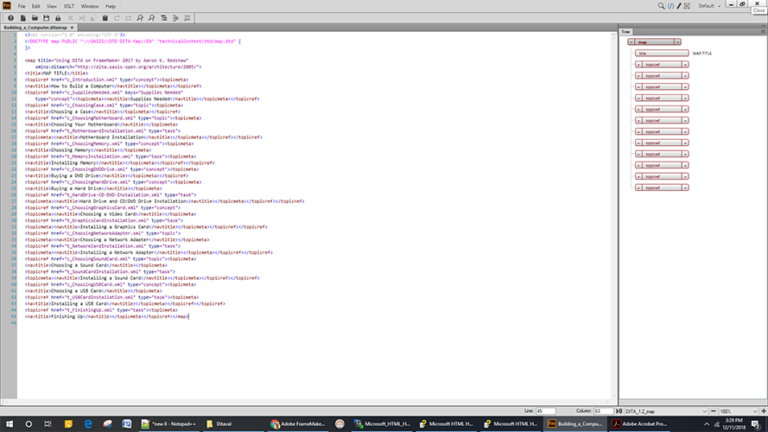 File Edit View XSLT Window Help
Default
Close
Building_a_Computer.ditamap
<?xml version="1.0" encoding="UTF-8"?>
<!DOCTYPE map PUBLIC "-//OASIS//DTD DITA Map//EN" "technicalContent/dtd/map.dtd" [
]>
<map title="Using DITA on FrameMaker 2017 by Aaron K. Redshaw"
xmlns:ditaarch="http://dita.oasis-open.org/architecture/2005/">
<title>MAP TITLE</title>
<topicref href="c_Introduction.xml" type="concept"><topicmeta>
<navtitle>How to Build a Computer</navtitle></topicmeta></topicref>
<topicref href="c_SuppliesNeeded.xml" keys="Supplies Needed"
type="concept"><topicmeta><navtitle>Supplies Needed</navtitle></topicmeta></topicref>
<topicref href="c_ChoosingCase.xml" type="topic"><topicmeta>
<navtitle>Choosing a Case</navtitle></topicmeta></topicref>
<topicref href="c_ChoosingMotherboard.xml" type="topic"><topicmeta>
<navtitle>Choosing Your Motherboard</navtitle></topicmeta>
<topicref href="t_MotherboardInstallation.xml" type="task">
<topicmeta><navtitle>Motherboard Installation</navtitle></topicmeta></topicref></topicref>
<topicref href="c_ChoosingMemory.xml" type="concept"><topicmeta>
<navtitle>Choosing Memory</navtitle></topicmeta>
<topicref href="t_MemoryInstallation.xml" type="task"><topicmeta>
<navtitle>Installing Memory</navtitle></topicmeta></topicref></topicref>
<topicref href="c_ChoosingDVDDrive.xml" type="concept"><topicmeta>
<navtitle>Buying a DVD Drive</navtitle></topicmeta></topicref>
<topicref href="c_ChoosingHardDrive.xml" type="concept"><topicmeta>
<navtitle>Buying a Hard Drive</navtitle></topicmeta>
<topicref href="t_HardDrive-CD-DVD-Installation.xml" type="task">
<topicmeta><navtitle>Hard Drive and CD/DVD Drive Installation</navtitle></topicmeta></topicref></topicref>
<topicref href="c_ChoosingGraphicsCard.xml" type="concept">
<topicmeta><navtitle>Choosing a Video Card</navtitle></topicmeta>
<topicref href="t_GraphicsCardInstallation.xml" type="task">
<topicmeta><navtitle>Installing a Graphics Card</navtitle></topicmeta></topicref></topicref>
<topicref href="c_ChoosingNetworkAdapter.xml" type="topic">
<topicmeta><navtitle>Choosing a Network Adapter</navtitle></topicmeta>
<topicref href="t_NetworkCardInstallation.xml" type="task">
<topicmeta><navtitle>Installing a Network Adapter</navtitle></topicmeta></topicref></topicref>
<topicref href="c_ChoosingSoundCard.xml" type="topic"><topicmeta>
<navtitle>Choosing a Sound Card</navtitle></topicmeta>
<topicref href="t_SoundCardInstallation.xml" type="task">
<topicmeta><navtitle>Installing a Sound Card</navtitle></topicmeta></topicref></topicref>
<topicref href="c_ChoosingUSBCard.xml" type="concept"><topicmeta>
<navtitle>Choosing a USB Card</navtitle></topicmeta>
<topicref href="t_USBCardInstallation.xml" type="task"><topicmeta>
<navtitle>Installing a USB Card</navtitle></topicmeta></topicref></topicref>
<topicref href="t_FinishingUp.xml" type="task"><topicmeta>
<navtitle>Finishing Up</navtitle></topicmeta></topicref></map>
Tree
map
title MAP TITLE
topicref
topicref
topicref
topicref
topicref
topicref
topicref
topicref
topicref
topicref
topicref
topicref
Line: 45 Column: 63 DITA_1.2_map 100%
*new 8 - Notepad++
Ditaval
Adobe FrameMake...
Microsoft_HTML_H...
Microsoft HTML H...
Microsoft HTML H...
Building_a_Compu...
Adobe Acrobat Pro...
3:29 PM
12/11/2018